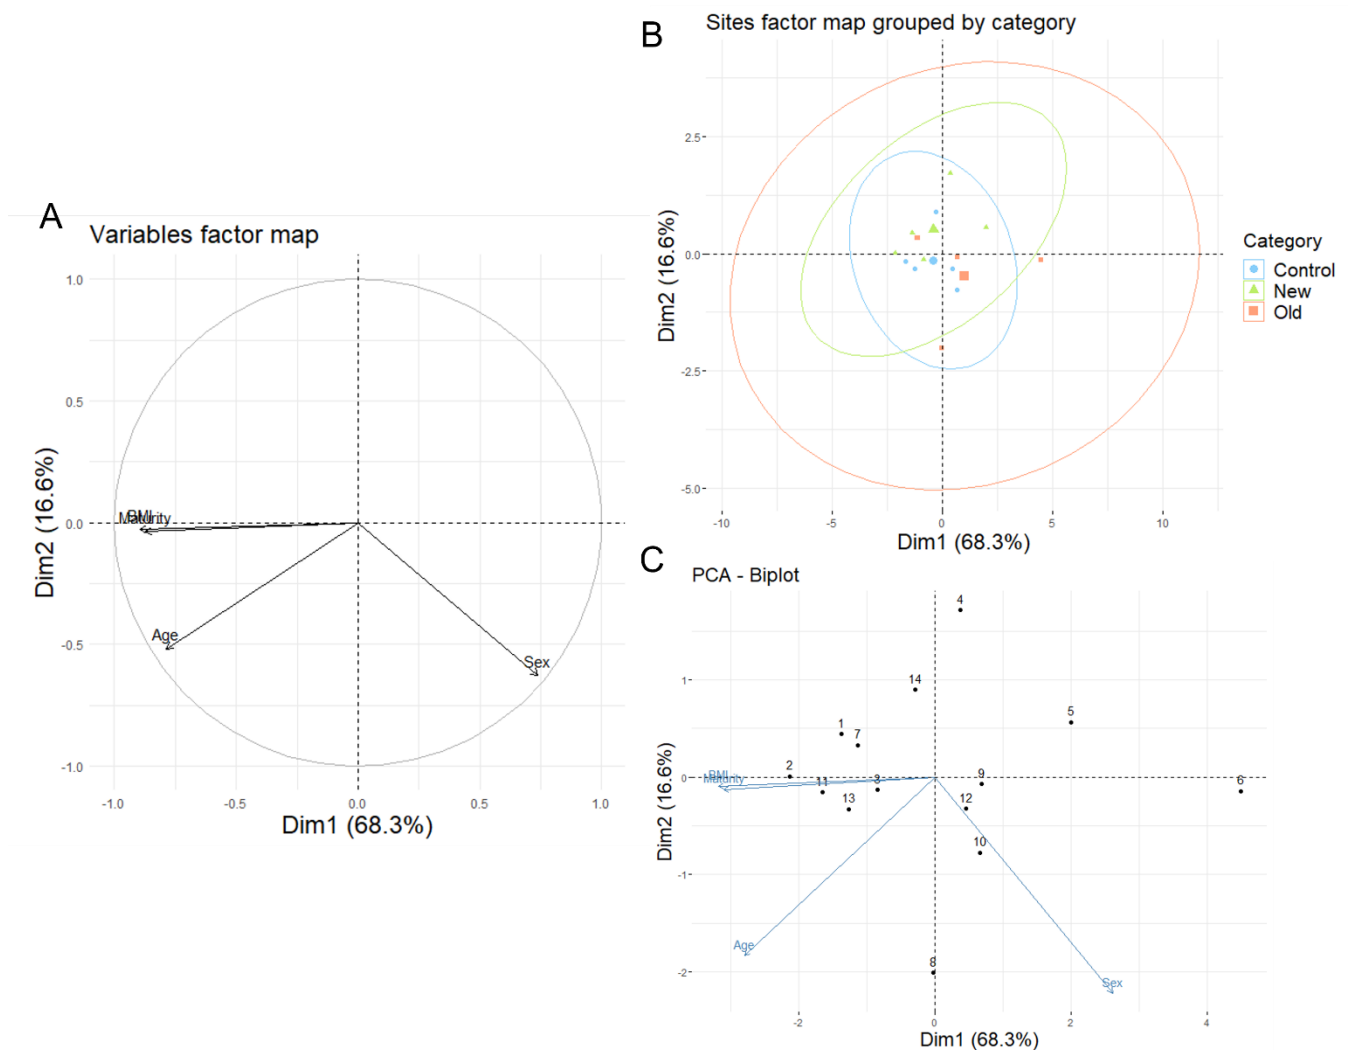 A
Variables factor map
1.0
0.5
0.0
-0.5
-1.0
BMI
Maturity
Age
Sex
-1.0 -0.5 0.0 0.5 1.0
Dim1 (68.3%)
Dim2 (16.6%)
B
Sites factor map grouped by category
2.5
0.0
-2.5
-5.0
-10 -5 0 5 10
Dim1 (68.3%)
Dim2 (16.6%)
Category
Control
New
Old
C
PCA - Biplot
4
14
1
7
5
2
11
3
13
9
12
6
10
8
BMI
Maturity
Age
Sex
1
0
-1
-2
-2 0 2 4
Dim1 (68.3%)
Dim2 (16.6%)